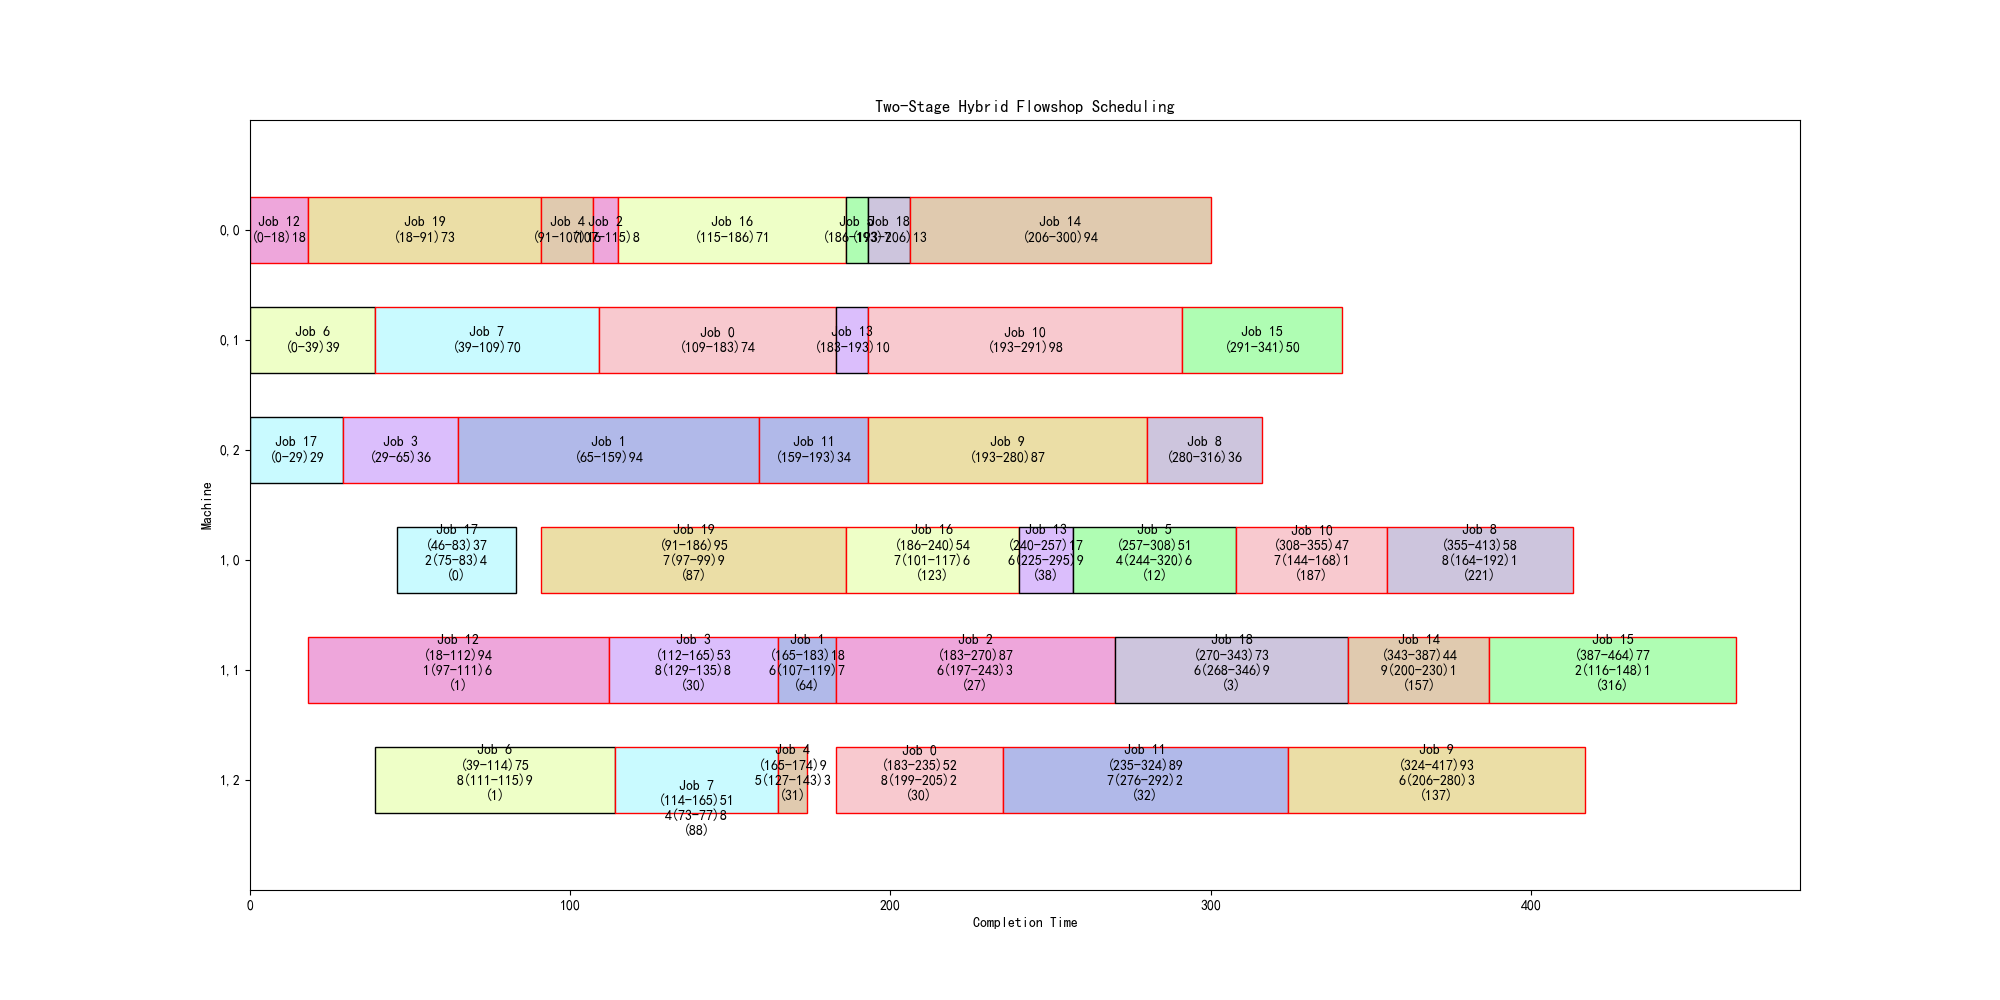 Two-Stage Hybrid Flowshop Scheduling
0,0
Job 12
(0-18)18
Job 19
(18-91)73
Job 4
Job 2
Job 16
(115-186)71
Job 18
Job 14
(206-300)94
0,1
Job 6
(0-39)39
Job 7
(39-109)70
Job 0
(109-183)74
Job 13
(183-193)10
Job 10
(193-291)98
Job 15
(291-341)50
0,2
Job 17
(0-29)29
Job 3
(29-65)36
Job 1
(65-159)94
Job 11
(159-193)34
Job 9
(193-280)87
Job 8
(280-316)36
Machine
1,0
Job 17
(46-83)37
2(75-83)4
(0)
Job 19
(91-186)95
7(97-99)9
(87)
Job 16
(186-240)54
7(101-117)6
(123)
Job 13
(240-257)17
6(225-295)9
(38)
Job 5
(257-308)51
4(244-320)6
(12)
Job 10
(308-355)47
7(144-168)1
(187)
Job 8
(355-413)58
8(164-192)1
(221)
1,1
Job 12
(18-112)94
1(97-111)6
(1)
Job 3
(112-165)53
8(129-135)8
(30)
Job 1
(165-183)18
6(107-119)7
(64)
Job 2
(183-270)87
6(197-243)3
(27)
Job 18
(270-343)73
6(268-346)9
(3)
Job 14
(343-387)44
9(200-230)1
(157)
Job 15
(387-464)77
2(116-148)1
(316)
1,2
Job 6
(39-114)75
8(111-115)9
(1)
Job 7
(114-165)51
4(73-77)8
(88)
Job 4
(165-174)9
5(127-143)3
(31)
Job 0
(183-235)52
8(199-205)2
(30)
Job 11
(235-324)89
7(276-292)2
(32)
Job 9
(324-417)93
6(206-280)3
(137)
0
100
200
300
400
Completion Time